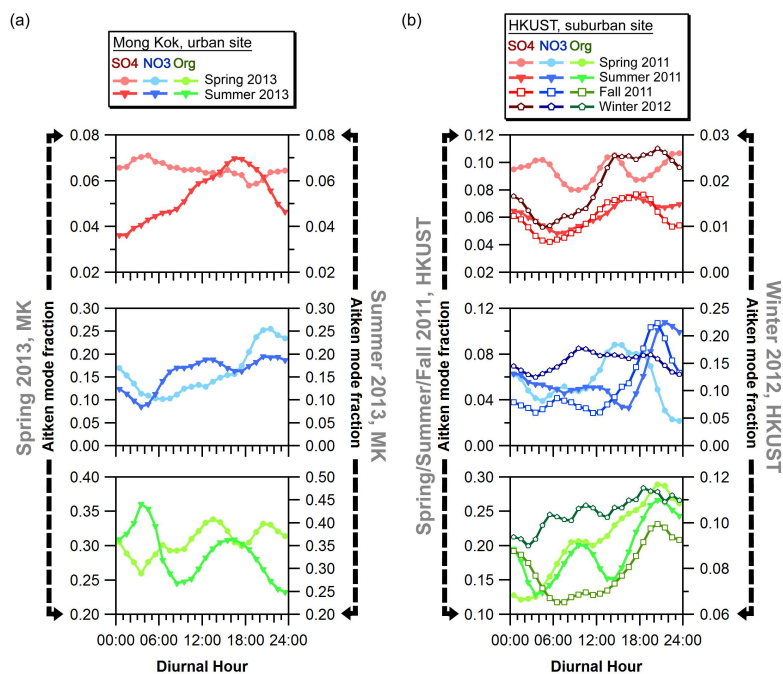 (a)
Mong Kok, urban site
SO4 NO3 Org
Spring 2013
Summer 2013
Spring 2013, MK
Aitken mode fraction
0.08
0.06
0.04
0.02
0.08
0.06
0.04
0.02
0.30
0.25
0.20
0.15
0.10
0.05
0.00
0.30
0.25
0.20
0.15
0.10
0.05
0.00
0.40
0.35
0.30
0.25
0.20
0.50
0.45
0.40
0.35
0.30
0.25
0.20
Aitken mode fraction
Summer 2013, MK
00:00 06:00 12:00 18:00 24:00
Diurnal Hour
(b)
HKUST, suburban site
SO4 NO3 Org
Spring 2011
Summer 2011
Fall 2011
Winter 2012
Spring/Summer/Fall 2011, HKUST
Aitken mode fraction
0.12
0.10
0.08
0.06
0.04
0.02
0.03
0.02
0.01
0.00
0.12
0.08
0.04
0.00
0.25
0.20
0.15
0.10
0.05
0.00
0.30
0.25
0.20
0.15
0.10
0.12
0.10
0.08
0.06
Aitken mode fraction
Winter 2012, HKUST
00:00 06:00 12:00 18:00 24:00
Diurnal Hour